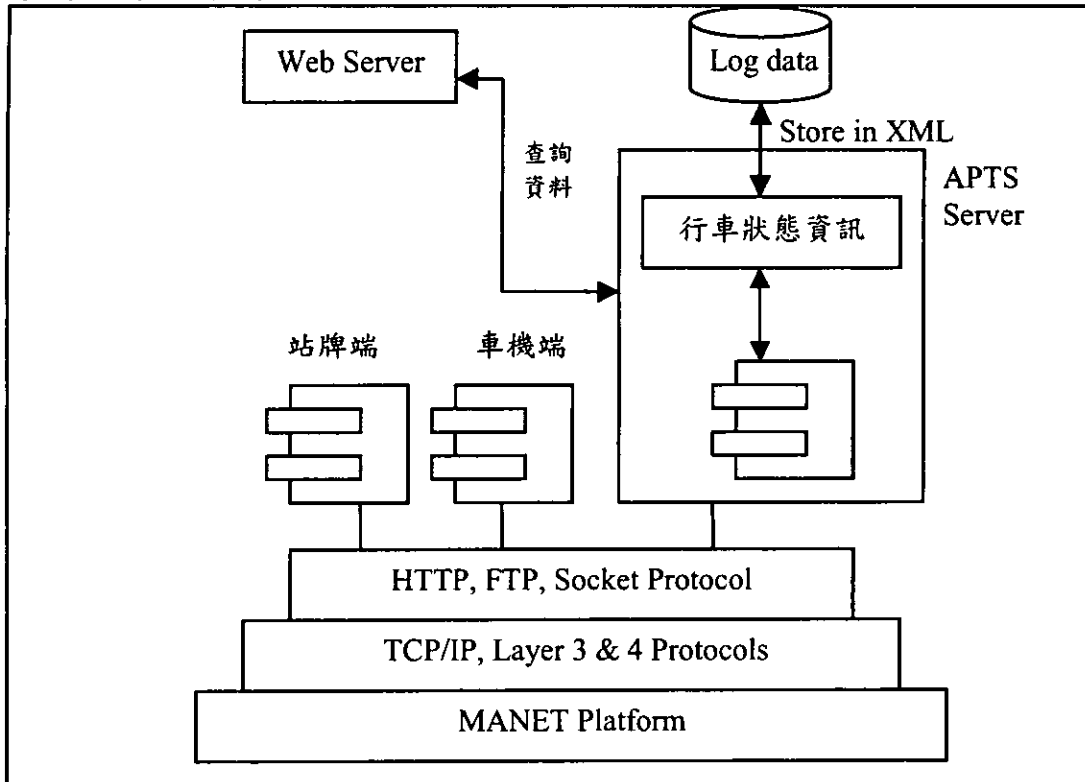 Web Server
Log data
Store in XML
查詢
資料
APTS
Server
行車狀態資訊
站牌端
車機端
HTTP, FTP, Socket Protocol
TCP/IP, Layer 3 & 4 Protocols
MANET Platform